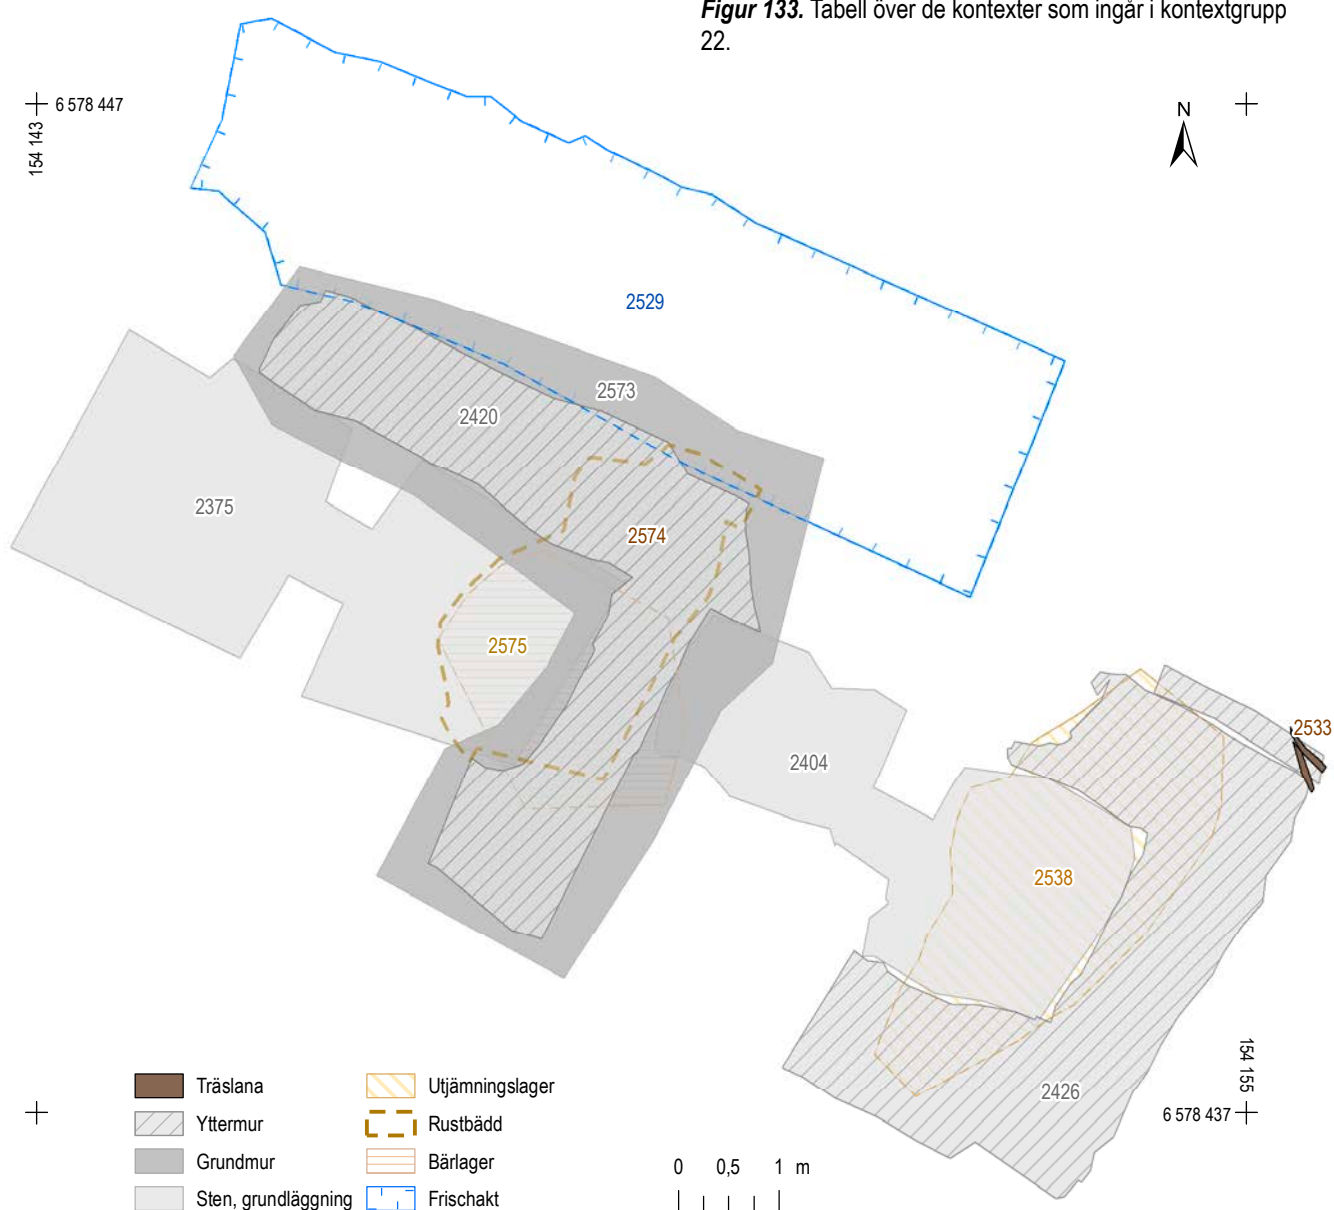 Figur 133. Tabell över de kontexter som ingår i kontextgrupp
22.
6 578 447
154 143
N
2529
2573
2420
2375
2574
2575
2404
2533
2538
2426
154 155
6 578 437
Träslana
Yttermur
Grundmur
Sten, grundläggning
Utjämningslager
Rustbädd
Bärlager
Frischakt
0 0,5 1 m